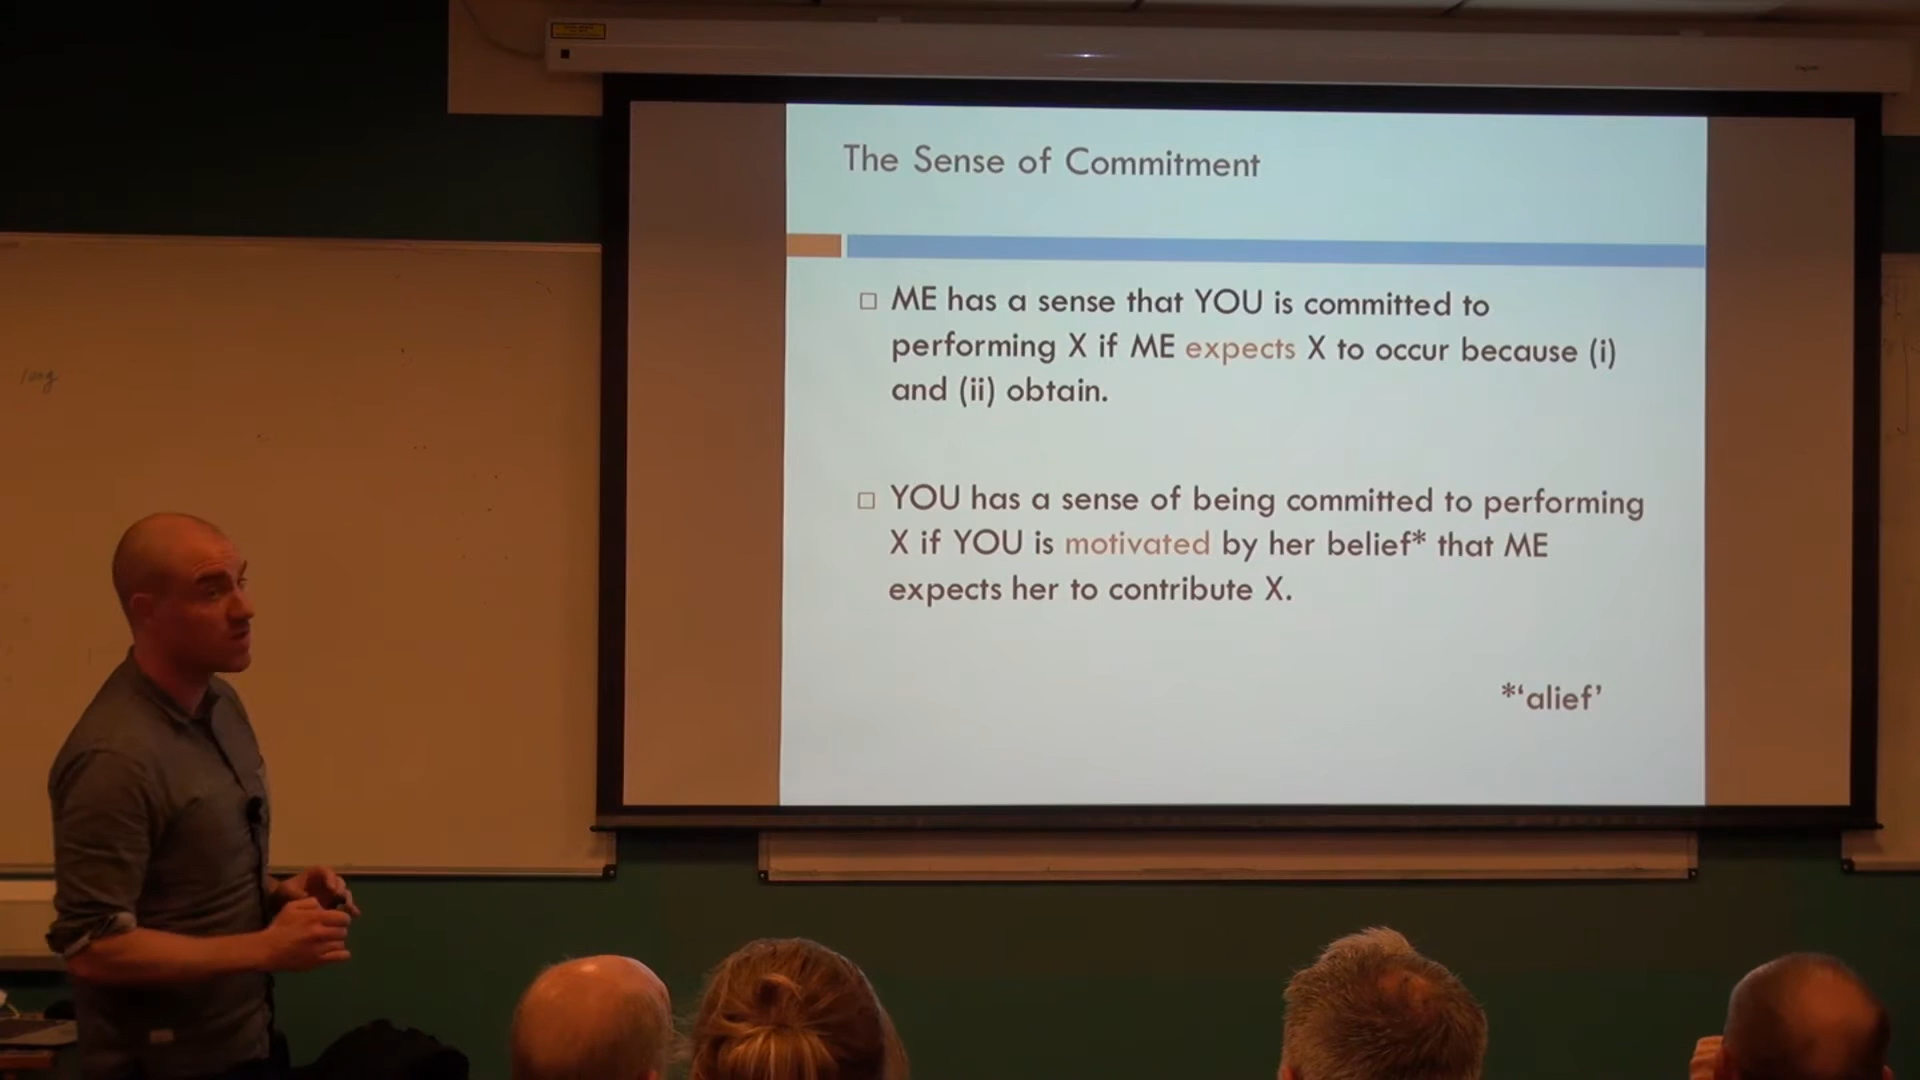 The Sense of Commitment
□ ME has a sense that YOU is committed to
performing X if ME expects X to occur because (i)
and (ii) obtain.
□ YOU has a sense of being committed to performing
X if YOU is motivated by her belief* that ME
expects her to contribute X.
*‘alief’